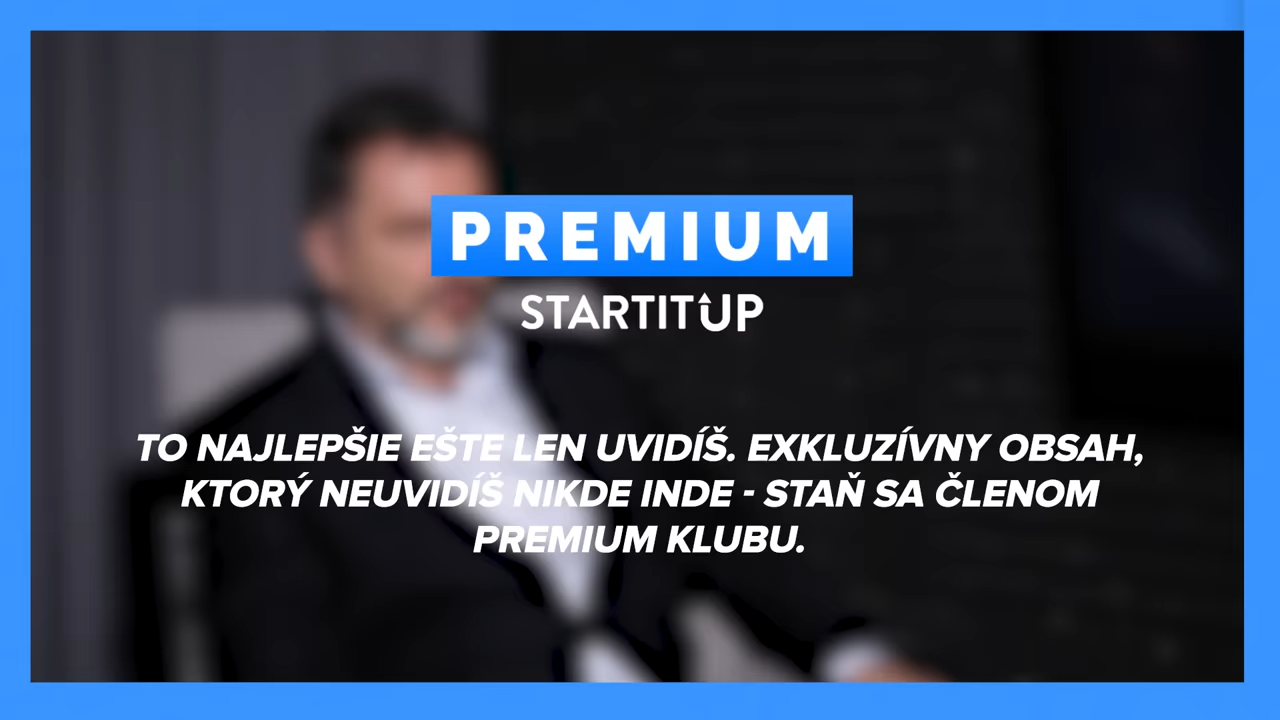 PREMIUM
STARTITUP
TO NAJLEPŠIE EŠTE LEN UVIDÍŠ. EXKLUZÍVNY OBSAH,
KTORÝ NEUVIDÍŠ NIKDE INDE - STAŇ SA ČLENOM
PREMIUM KLUBU.